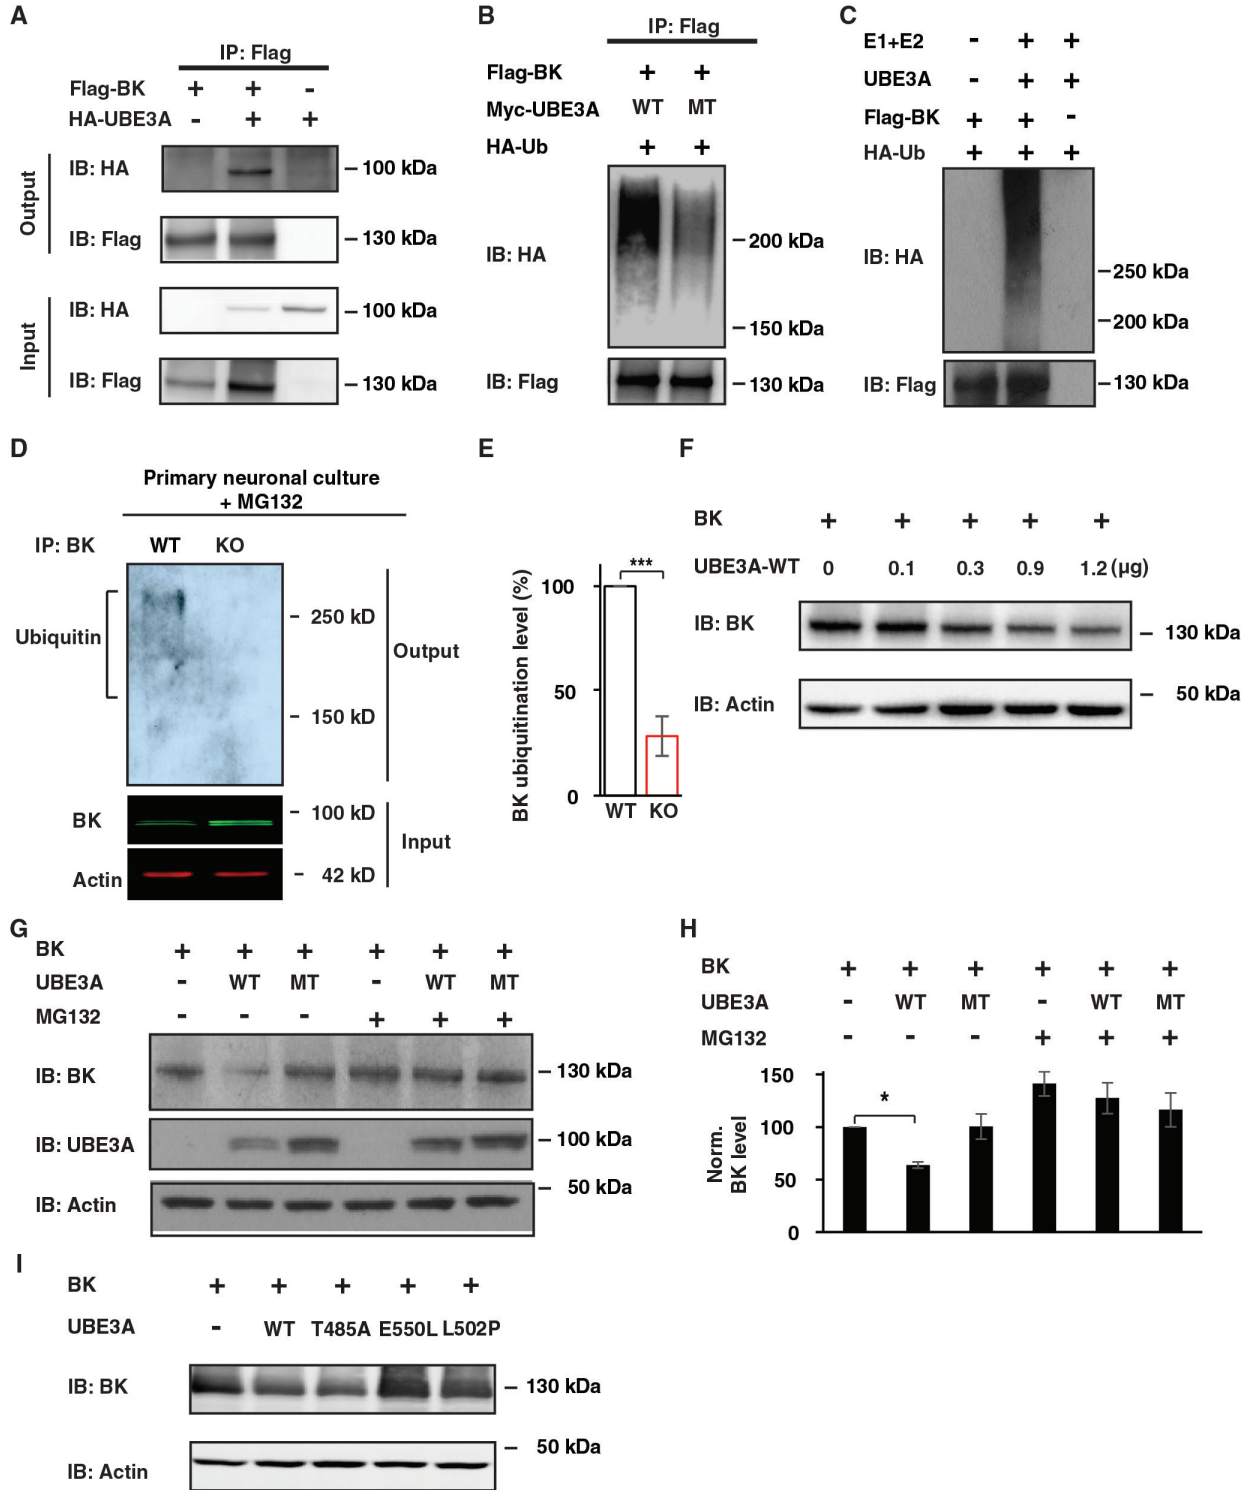 A
IP: Flag
Flag-BK + + -
HA-UBE3A - + +
Output
IB: HA – 100 kDa
IB: Flag – 130 kDa
Input
IB: HA – 100 kDa
IB: Flag – 130 kDa
B
IP: Flag
Flag-BK + +
Myc-UBE3A WT MT
HA-Ub + +
IB: HA
– 200 kDa
– 150 kDa
IB: Flag – 130 kDa
C
E1+E2 - + +
UBE3A - + +
Flag-BK + + -
HA-Ub + + +
IB: HA
– 250 kDa
– 200 kDa
IB: Flag – 130 kDa
D
Primary neuronal culture
+ MG132
IP: BK WT KO
Ubiquitin
– 250 kD
– 150 kD
Output
BK – 100 kD
Actin – 42 kD
Input
E
BK ubiquitination level (%)
100
50
0
***
WT KO
F
BK + + + + +
UBE3A-WT 0 0.1 0.3 0.9 1.2 (μg)
IB: BK – 130 kDa
IB: Actin – 50 kDa
G
BK + + + + + +
UBE3A - WT MT - WT MT
MG132 - - - + + +
IB: BK – 130 kDa
IB: UBE3A – 100 kDa
IB: Actin – 50 kDa
H
BK + + + + + +
UBE3A - WT MT - WT MT
MG132 - - - + + +
Norm.
BK level
150
100
50
0
*
I
BK + + + + +
UBE3A - WT T485A E550L L502P
IB: BK – 130 kDa
IB: Actin – 50 kDa